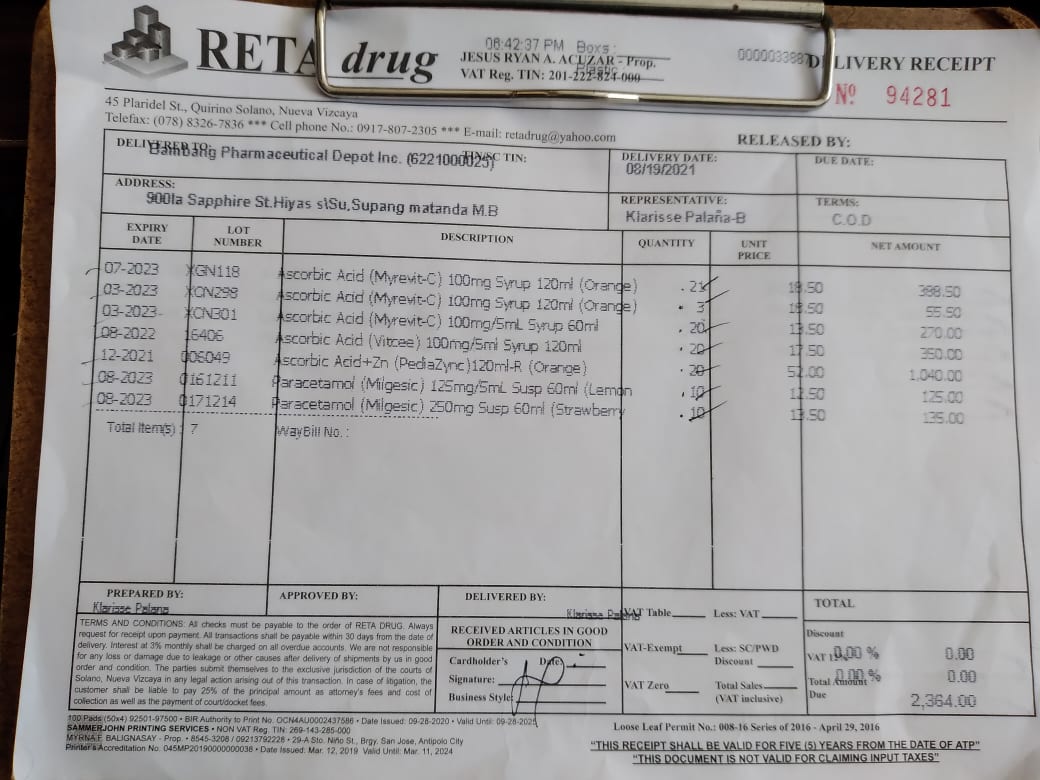 RETA drug
06:42:37 PM Boxs :
JESUS RYAN A. ACUZAR - Prop.
Plastic
VAT Reg. TIN: 201-222-824-000
DELIVERY RECEIPT
Nº 94281
45 Plaridel St., Quirino Solano, Nueva Vizcaya
Telefax: (078) 8326-7836 *** Cell phone No.: 0917-807-2305 *** E-mail: retadrug@yahoo.com
RELEASED BY:
DELIVERED TO: TIN/SC TIN:
Bambang Pharmaceutical Depot Inc. (6221000025)
DELIVERY DATE:
08/19/2021
DUE DATE:
ADDRESS:
900la Sapphire St.Hiyas s\Su,Supang matanda M.B
REPRESENTATIVE:
Klarisse Palaña-B
TERMS:
C.O.D
EXPIRY DATE LOT NUMBER DESCRIPTION QUANTITY UNIT PRICE NET AMOUNT
07-2023 XGN118 Ascorbic Acid (Myrevit-C) 100mg Syrup 120ml (Orange) 21 18.50 388.50
03-2023 XCN298 Ascorbic Acid (Myrevit-C) 100mg Syrup 120ml (Orange) 3 18.50 55.50
03-2023 XCN301 Ascorbic Acid (Myrevit-C) 100mg/5mL Syrup 60ml 20 13.50 270.00
08-2022 16406 Ascorbic Acid (Vitcee) 100mg/5ml Syrup 120ml 20 17.50 350.00
12-2021 006049 Ascorbic Acid+Zn (PediaZync)120ml-R (Orange) 20 52.00 1,040.00
08-2023 0161211 Paracetamol (Milgesic) 125mg/5mL Susp 60ml (Lemon 10 12.50 125.00
08-2023 0171214 Paracetamol (Milgesic) 250mg Susp 60ml (Strawberry 10 13.50 135.00
Total Item(s) : 7 WayBill No. :
PREPARED BY:
Klarisse Palana
APPROVED BY:
DELIVERED BY:
Klarisse Palana
TERMS AND CONDITIONS: All checks must be payable to the order of RETA DRUG. Always
request for receipt upon payment. All transactions shall be payable within 30 days from the date of
delivery. Interest at 3% monthly shall be charged on all overdue accounts. We are not responsible
for any loss or damage due to leakage or other causes after delivery of shipments by us in good
order and condition. The parties submit themselves to the exclusive jurisdiction of the courts of
Solano, Nueva Vizcaya in any legal action arising out of this transaction. In case of litigation, the
customer shall be liable to pay 25% of the principal amount as attorney's fees and cost of
collection as well as the payment of court/docket fees.
RECEIVED ARTICLES IN GOOD
ORDER AND CONDITION
Cardholder's Date:
Signature:
Business Style:
VAT Table Less: VAT
VAT-Exempt Less: SC/PWD
Discount
VAT Zero Total Sales
(VAT inclusive)
TOTAL
Discount
VAT 0.00 % 0.00
Total Amount 0.00 % 0.00
Due 2,364.00
100 Pads (50x4) 92501-97500 • BIR Authority to Print No. OCN4AU0002437586 • Date Issued: 09-28-2020 • Valid Until: 09-28-2025
SAMMERJOHN PRINTING SERVICES • NON VAT Reg. TIN: 269-143-285-000
MYRNA F. BALIGNASAY - Prop. • 8545-3208 / 09213792228 • 29-A Sto. Niño St., Brgy. San Jose, Antipolo City
Printer's Accreditation No. 045MP20190000000038 • Date Issued: Mar. 12, 2019 Valid Until: Mar. 11, 2024
Loose Leaf Permit No.: 008-16 Series of 2016 - April 29, 2016
"THIS RECEIPT SHALL BE VALID FOR FIVE (5) YEARS FROM THE DATE OF ATP"
"THIS DOCUMENT IS NOT VALID FOR CLAIMING INPUT TAXES"